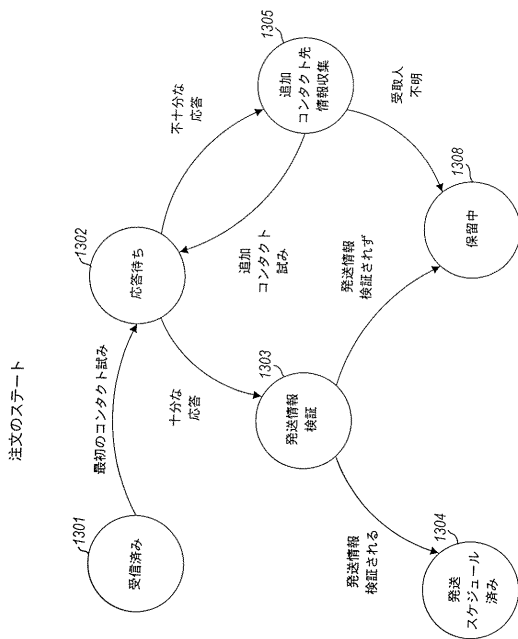 注文のステート
1301
受信済み
最初のコンタクト試み
1302
応答待ち
不十分な
応答
1305
追加
コンタクト先
情報収集
追加
コンタクト
試み
受取人
不明
十分な
応答
1303
発送情報
検証
発送情報
検証されず
1308
保留中
発送情報
検証される
1304
発送
スケジュール
済み